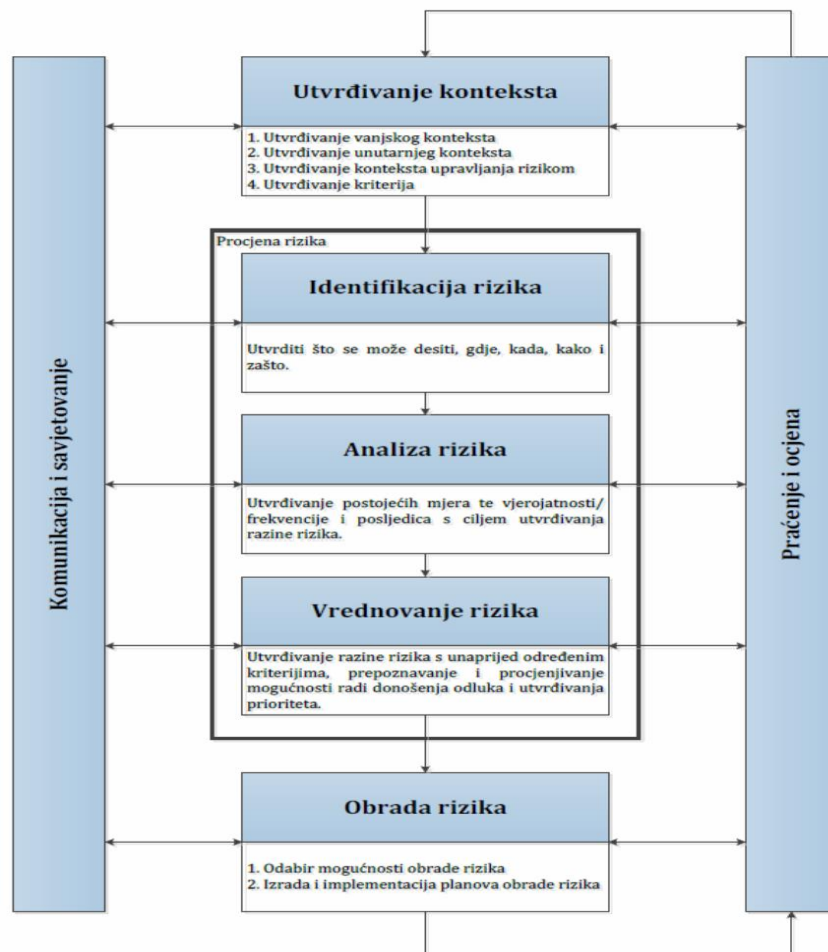 Utvrđivanje konteksta
1. Utvrđivanje vanjskog konteksta
2. Utvrđivanje unutarnjeg konteksta
3. Utvrđivanje konteksta upravljanja rizikom
4. Utvrđivanje kriterija
Procjena rizika
Identifikacija rizika
Utvrditi što se može desiti, gdje, kada, kako i
zašto.
Analiza rizika
Utvrđivanje postojećih mjera te vjerojatnosti/
frekvencije i posljedica s ciljem utvrđivanja
razine rizika.
Vrednovanje rizika
Utvrđivanje razine rizika s unaprijed određenim
kriterijima, prepoznavanje i procjenjivanje
mogućnosti radi donošenja odluka i utvrđivanja
prioriteta.
Obrada rizika
1. Odabir mogućnosti obrade rizika
2. Izrada i implementacija planova obrade rizika
Komunikacija i savjetovanje
Praćenje i ocjena